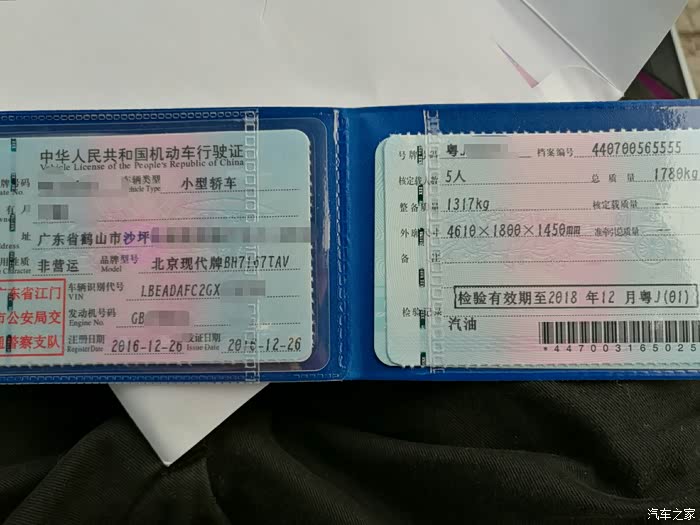 中华人民共和国机动车行驶证
Vehicle License of the People's Republic of China
号牌号码
车辆类型 小型轿车
Vehicle Type
广东省鹤山市沙坪
非营运
品牌型号 北京现代牌BH7167TAV
Model
广东省江门
市公安局交
通警察支队
车辆识别代号 LBEADAFC2GX
VIN
发动机号码 GB
Engine No.
注册日期 2016-12-26 发证日期 2016-12-26
Register Date Issue Date
号牌号码 粤J 档案编号 440700565555
核定载人数 5人 总质量 1780kg
整备质量 1317kg 核定载质量 --
外廓尺寸 4610×1800×1450mm 准牵引总质量 --
备 注
检验有效期至2018年12月粤J(01)
检验记录
汽油
*447003165025
汽车之家